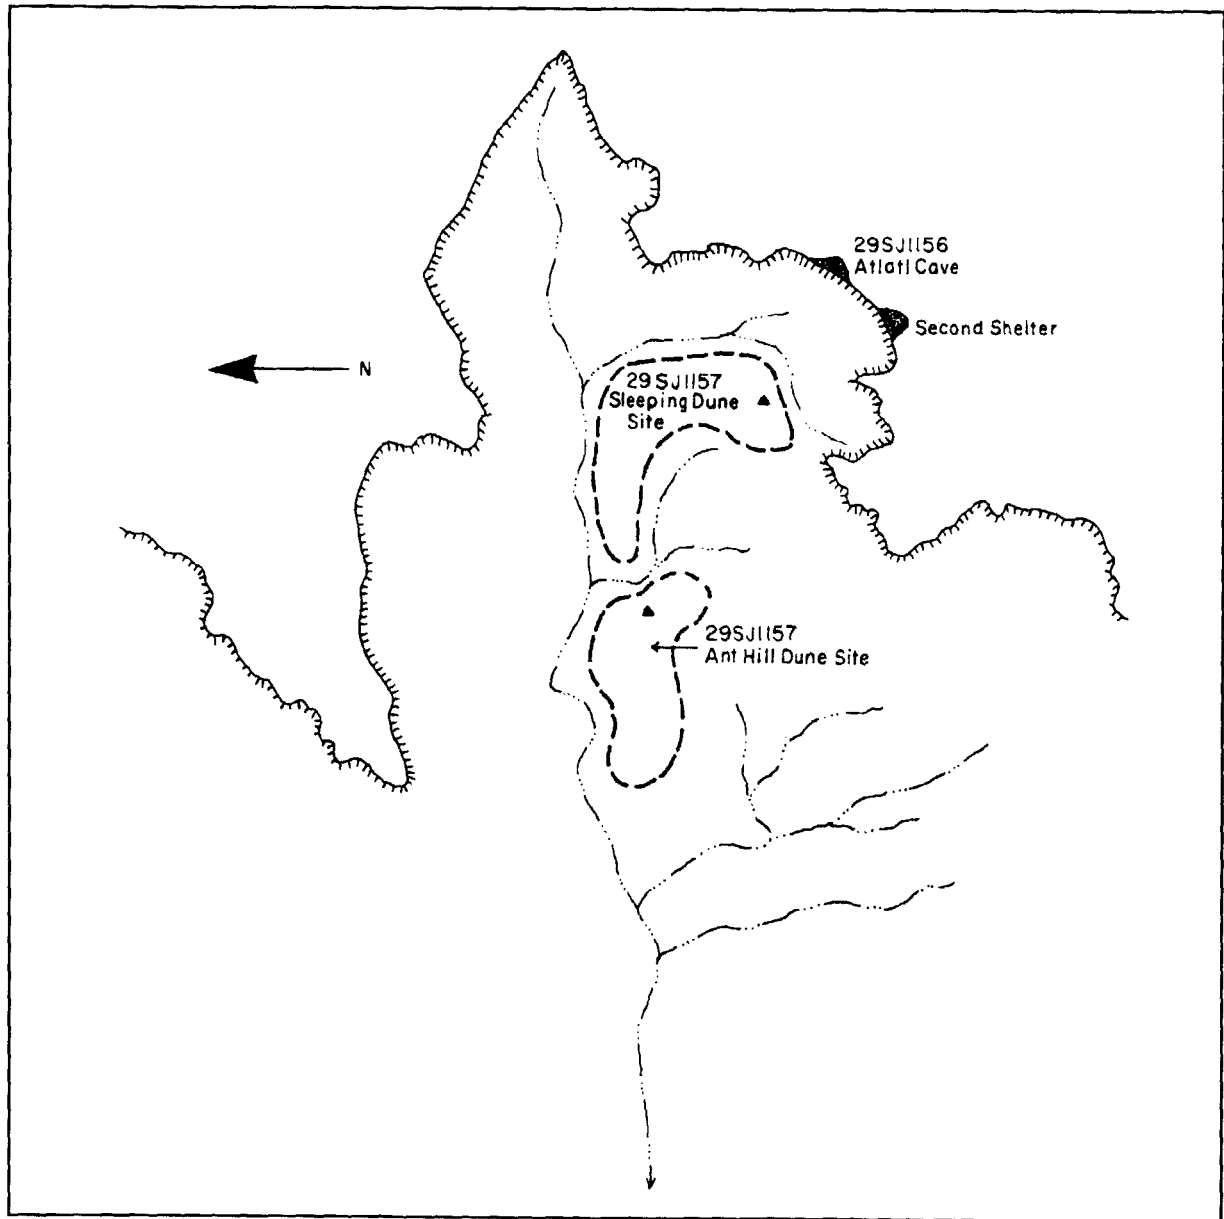 29SJ1156
Atlatl Cave
Second Shelter
N
29SJ1157
Sleeping Dune
Site
29SJ1157
Ant Hill Dune Site